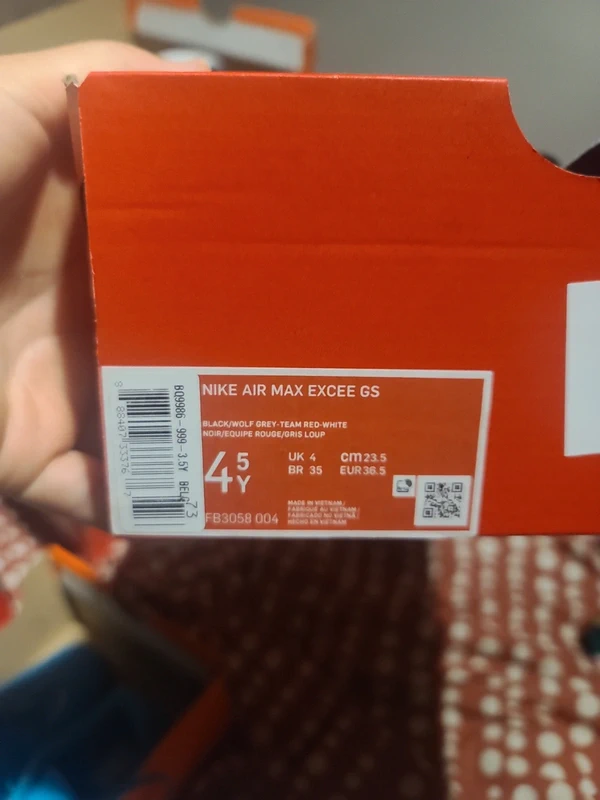 NIKE AIR MAX EXCEE GS
BLACK/WOLF GREY-TEAM RED-WHITE
NOIR/EQUIPE ROUGE/GRIS LOUP
4 5 Y
UK 4
cm 23.5
BR 35
EUR 36.5
FB3058 004
MADE IN VIETNAM /
FABRIQUÉ AU VIETNAM /
FABRICADO NO VIETNÃ /
HECHO EN VIETNAM
BQ9986 - 999 - 3.5Y